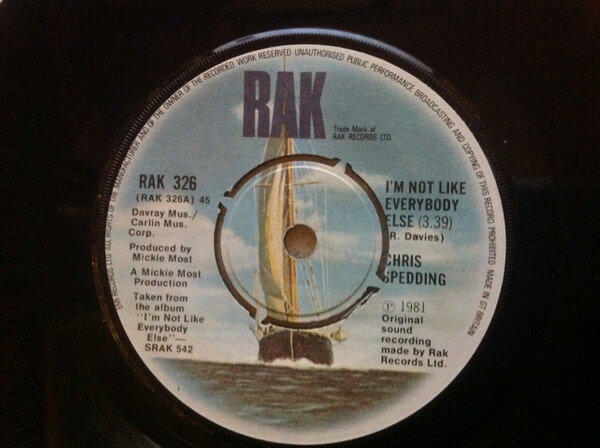 ALL RIGHTS OF THE MANUFACTURER AND OF THE OWNER OF THE RECORDED WORK RESERVED UNAUTHORISED PUBLIC PERFORMANCE BROADCASTING AND COPYING OF THIS RECORD PROHIBITED MADE IN GT BRITAIN
RAK
Trade Mark of
RAK RECORDS LTD.
RAK 326
(RAK 326A) 45
Davray Mus./
Carlin Mus.
Corp.
Produced by
Mickie Most
A Mickie Most
Production
Taken from
the album
"I'm Not Like
Everybody
Else"—
SRAK 542
I'M NOT LIKE
EVERYBODY
ELSE (3.39)
(R. Davies)
CHRIS
SPEDDING
℗ 1981
Original
sound
recording
made by Rak
Records Ltd.